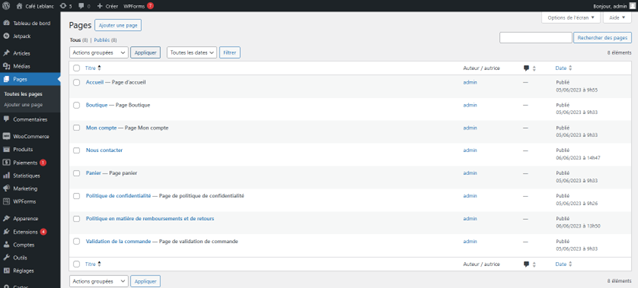 Café Leblanc 5 0 Créer WPForms 1 Bonjour, admin
Options de l'écran Aide
Tableau de bord
Jetpack
Articles
Médias
Pages
Toutes les pages
Ajouter une page
Commentaires
WooCommerce
Produits
Paiements 1
Statistiques
Marketing
WPForms
Apparence
Extensions 4
Comptes
Outils
Réglages
Pages Ajouter une page
Tous (8) | Publiés (8)
Rechercher des pages
Actions groupées Appliquer Toutes les dates Filtrer 8 éléments
Titre Auteur / autrice Date
Accueil — Page d'accueil admin — Publié
05/06/2023 à 9h55
Boutique — Page Boutique admin — Publié
05/06/2023 à 9h03
Mon compte — Page Mon compte admin — Publié
05/06/2023 à 9h03
Nous contacter admin — Publié
06/06/2023 à 14h47
Panier — Page panier admin — Publié
05/06/2023 à 9h03
Politique de confidentialité — Page de politique de confidentialité admin — Publié
05/06/2023 à 8h26
Politique en matière de remboursements et de retours admin — Publié
06/06/2023 à 10h50
Validation de la commande — Page de validation de commande admin — Publié
05/06/2023 à 9h03
Titre Auteur / autrice Date
Actions groupées Appliquer 8 éléments